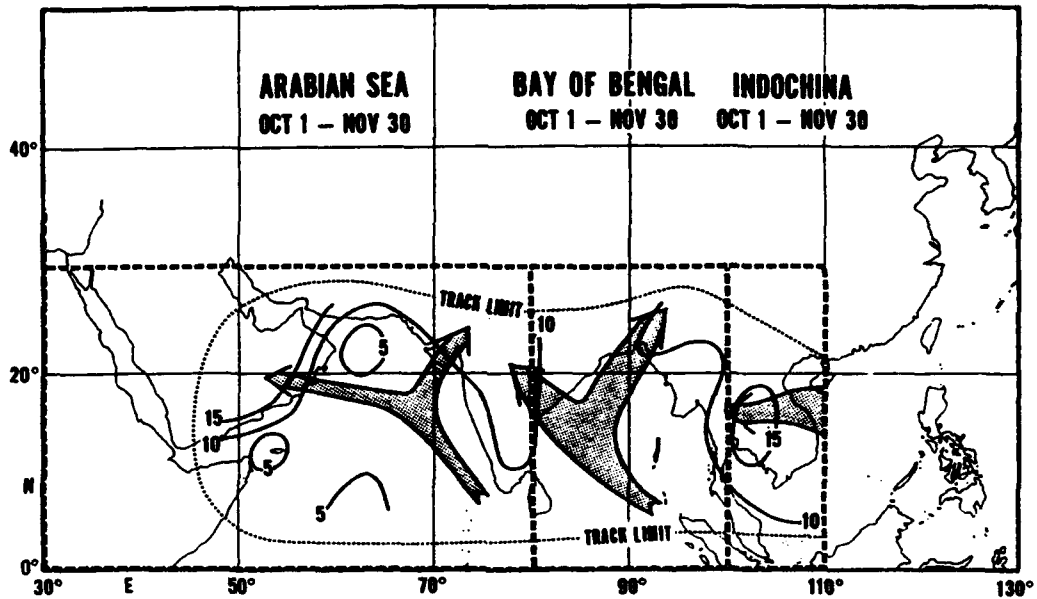 ARABIAN SEA
OCT 1 – NOV 30
BAY OF BENGAL
OCT 1 – NOV 30
INDOCHINA
OCT 1 – NOV 30
40°
TRACK LIMIT
10
5
20°
15
10
5
15
N
5
10
TRACK LIMIT
0°
30°
E
50°
70°
90°
110°
130°